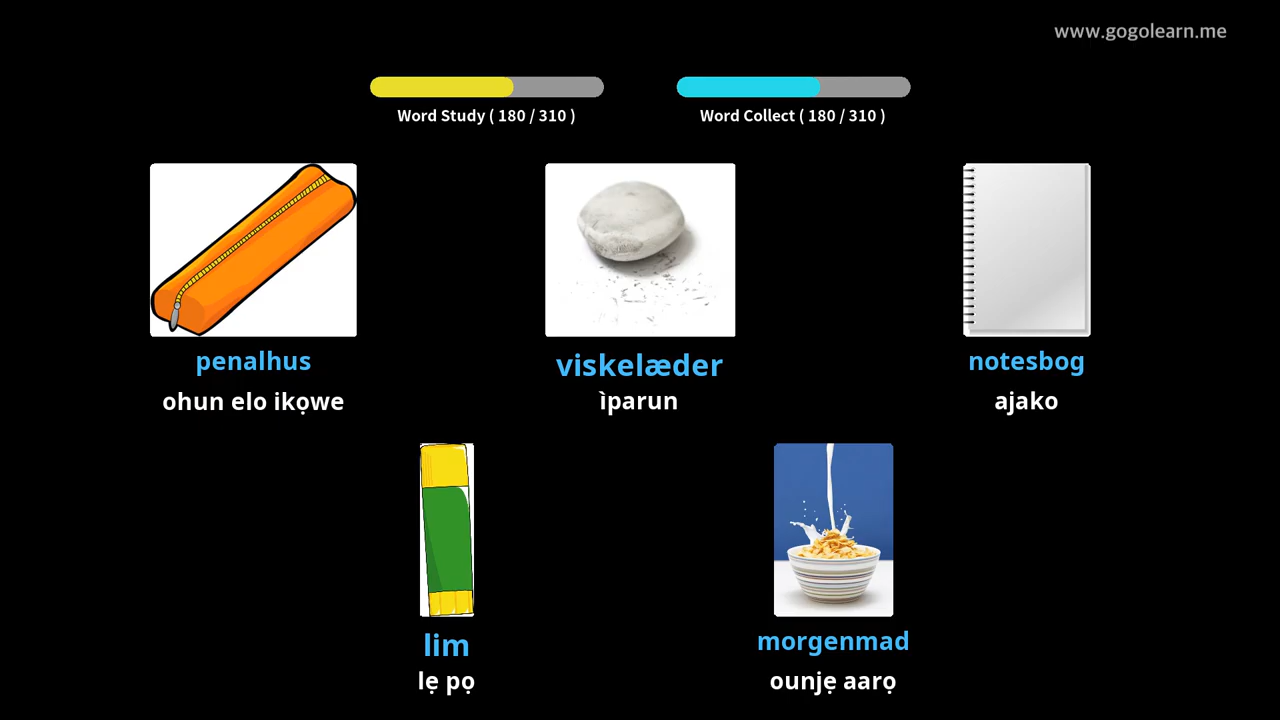 www.gogolearn.me
Word Study ( 180 / 310 )
Word Collect ( 180 / 310 )
penalhus
viskelæder
notesbog
ohun elo ikọwe
ìparun
ajako
lim
morgenmad
lẹ pọ
ounjẹ aarọ